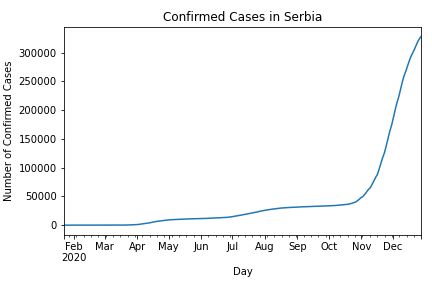 Confirmed Cases in Serbia
Number of Confirmed Cases
300000
250000
200000
150000
100000
50000
0
Feb Mar Apr May Jun Jul Aug Sep Oct Nov Dec
2020
Day